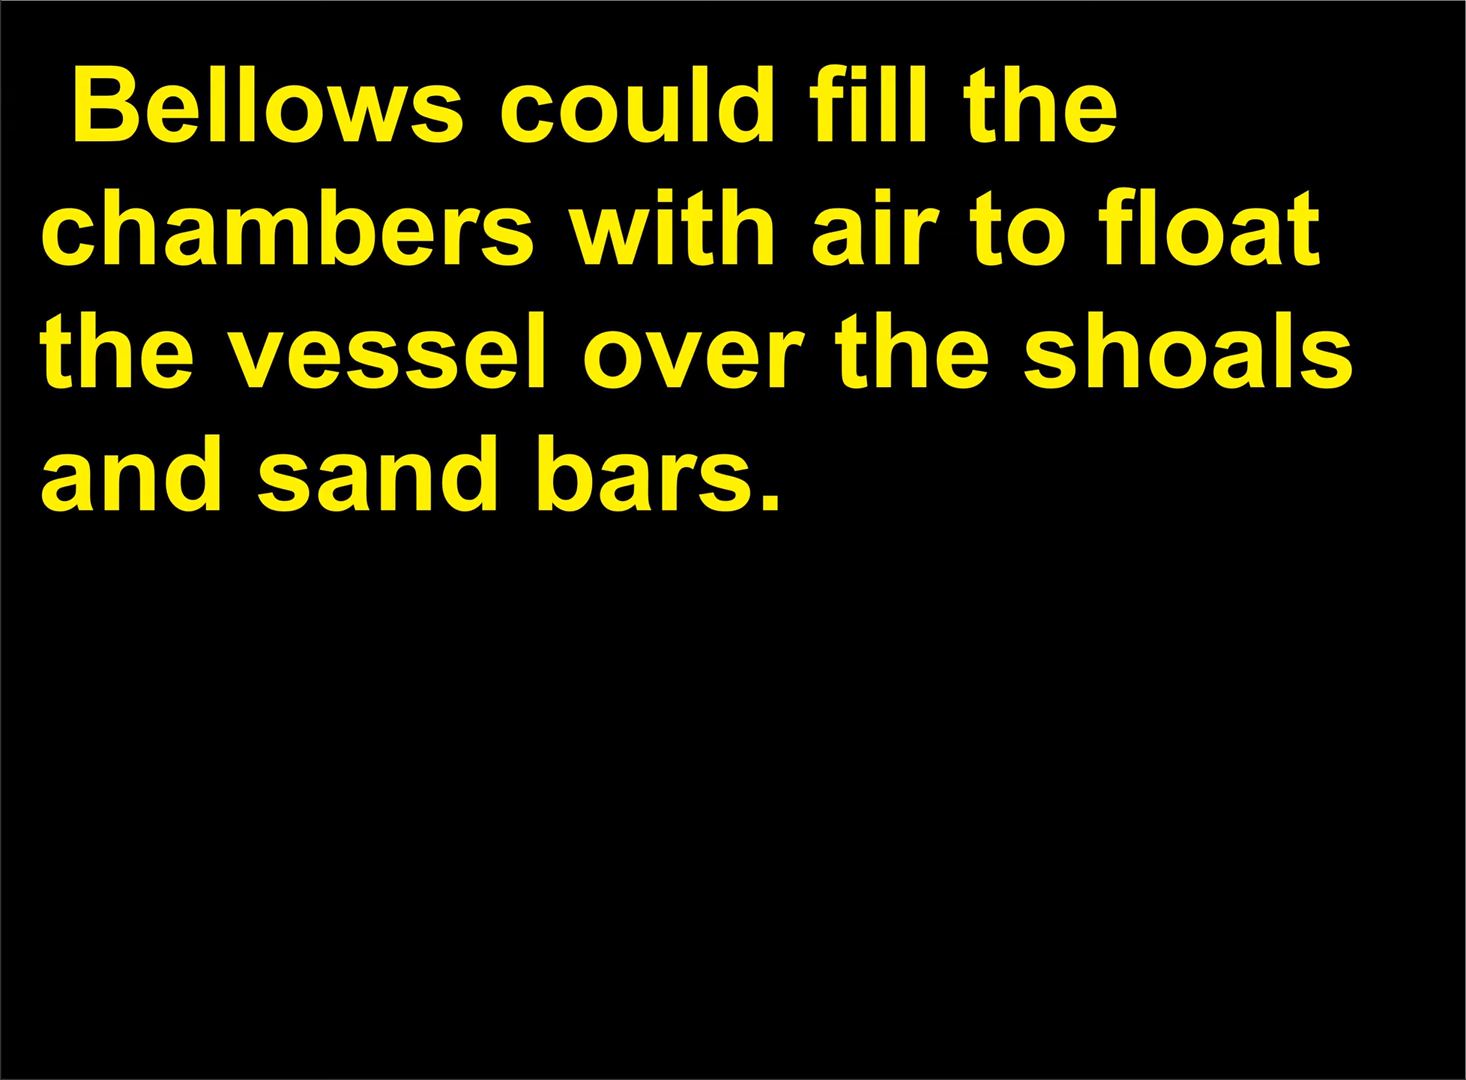 Bellows could fill the
chambers with air to float
the vessel over the shoals
and sand bars.